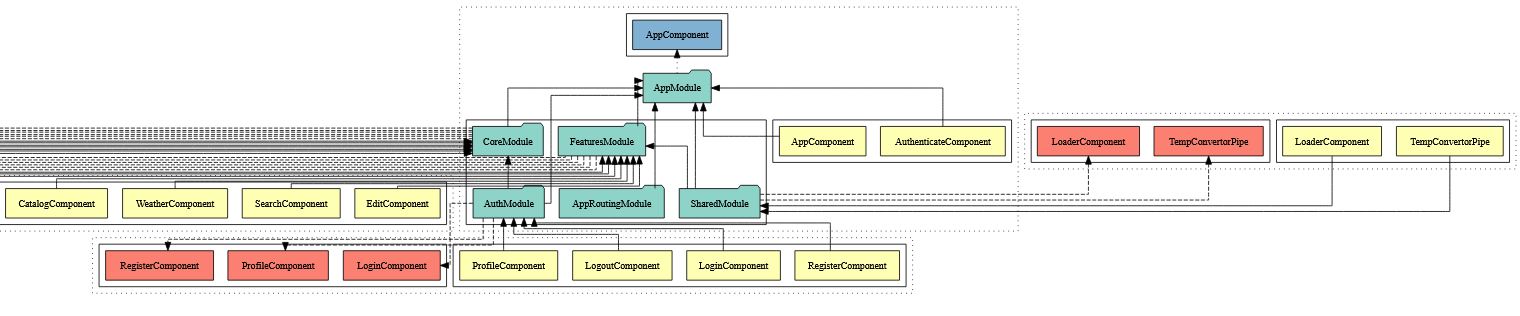 AppComponent
AppModule
CoreModule
FeaturesModule
AppComponent
AuthenticateComponent
LoaderComponent
TempConvertorPipe
LoaderComponent
TempConvertorPipe
CatalogComponent
WeatherComponent
SearchComponent
EditComponent
AuthModule
AppRoutingModule
SharedModule
RegisterComponent
ProfileComponent
LoginComponent
ProfileComponent
LogoutComponent
LoginComponent
RegisterComponent